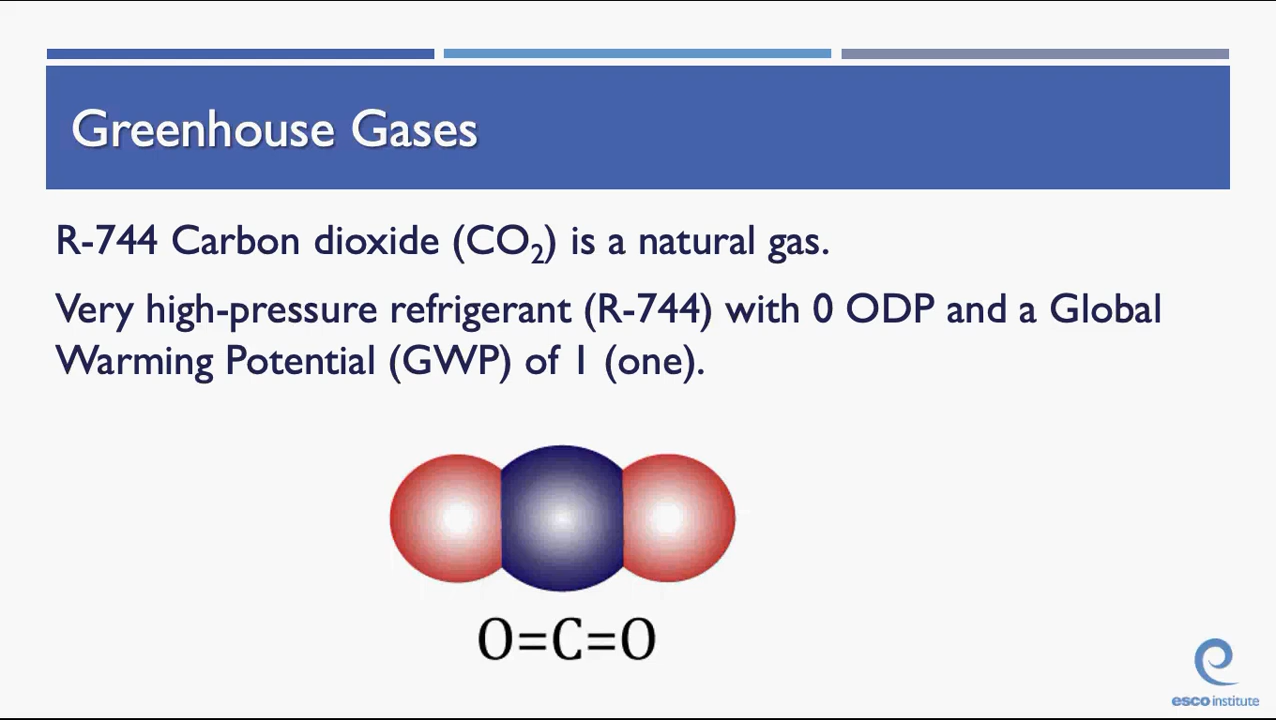 Greenhouse Gases
R-744 Carbon dioxide (CO₂) is a natural gas.
Very high-pressure refrigerant (R-744) with 0 ODP and a Global
Warming Potential (GWP) of 1 (one).
O=C=O
esco institute